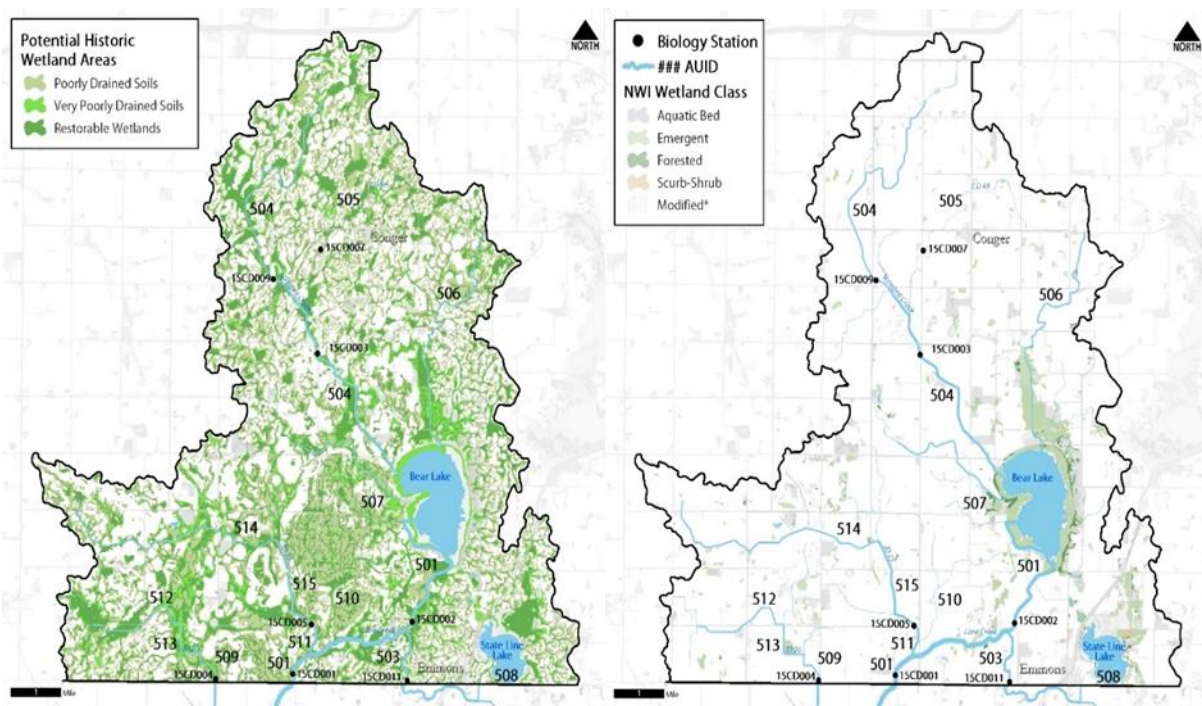 Potential Historic
Wetland Areas
Poorly Drained Soils
Very Poorly Drained Soils
Restorable Wetlands
NORTH
505
504
Conger
15CD007
15CD009
506
15CD003
504
Bear Lake
507
514
501
515
512
510
15CD002
15CD005
511
513
503
State Line
Lake
509
501
Emmons
15CD004
15CD001
15CD011
508
1
Mile
Biology Station
### AUID
NWI Wetland Class
Aquatic Bed
Emergent
Forested
Scurb-Shrub
Modified*
NORTH
505
504
Conger
15CD007
15CD009
506
15CD003
504
Bear Lake
507
514
501
515
512
510
15CD002
15CD005
Lime Creek
511
513
503
State Line
Lake
509
501
Emmons
15CD004
15CD001
15CD011
508
1
Mile